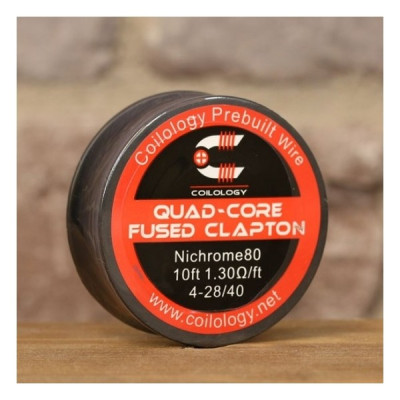 Coilology Prebuilt Wire
COILOLOGY
QUAD-CORE
FUSED CLAPTON
Nichrome80
10ft 1.30Ω/ft
4-28/40
www.coilology.net